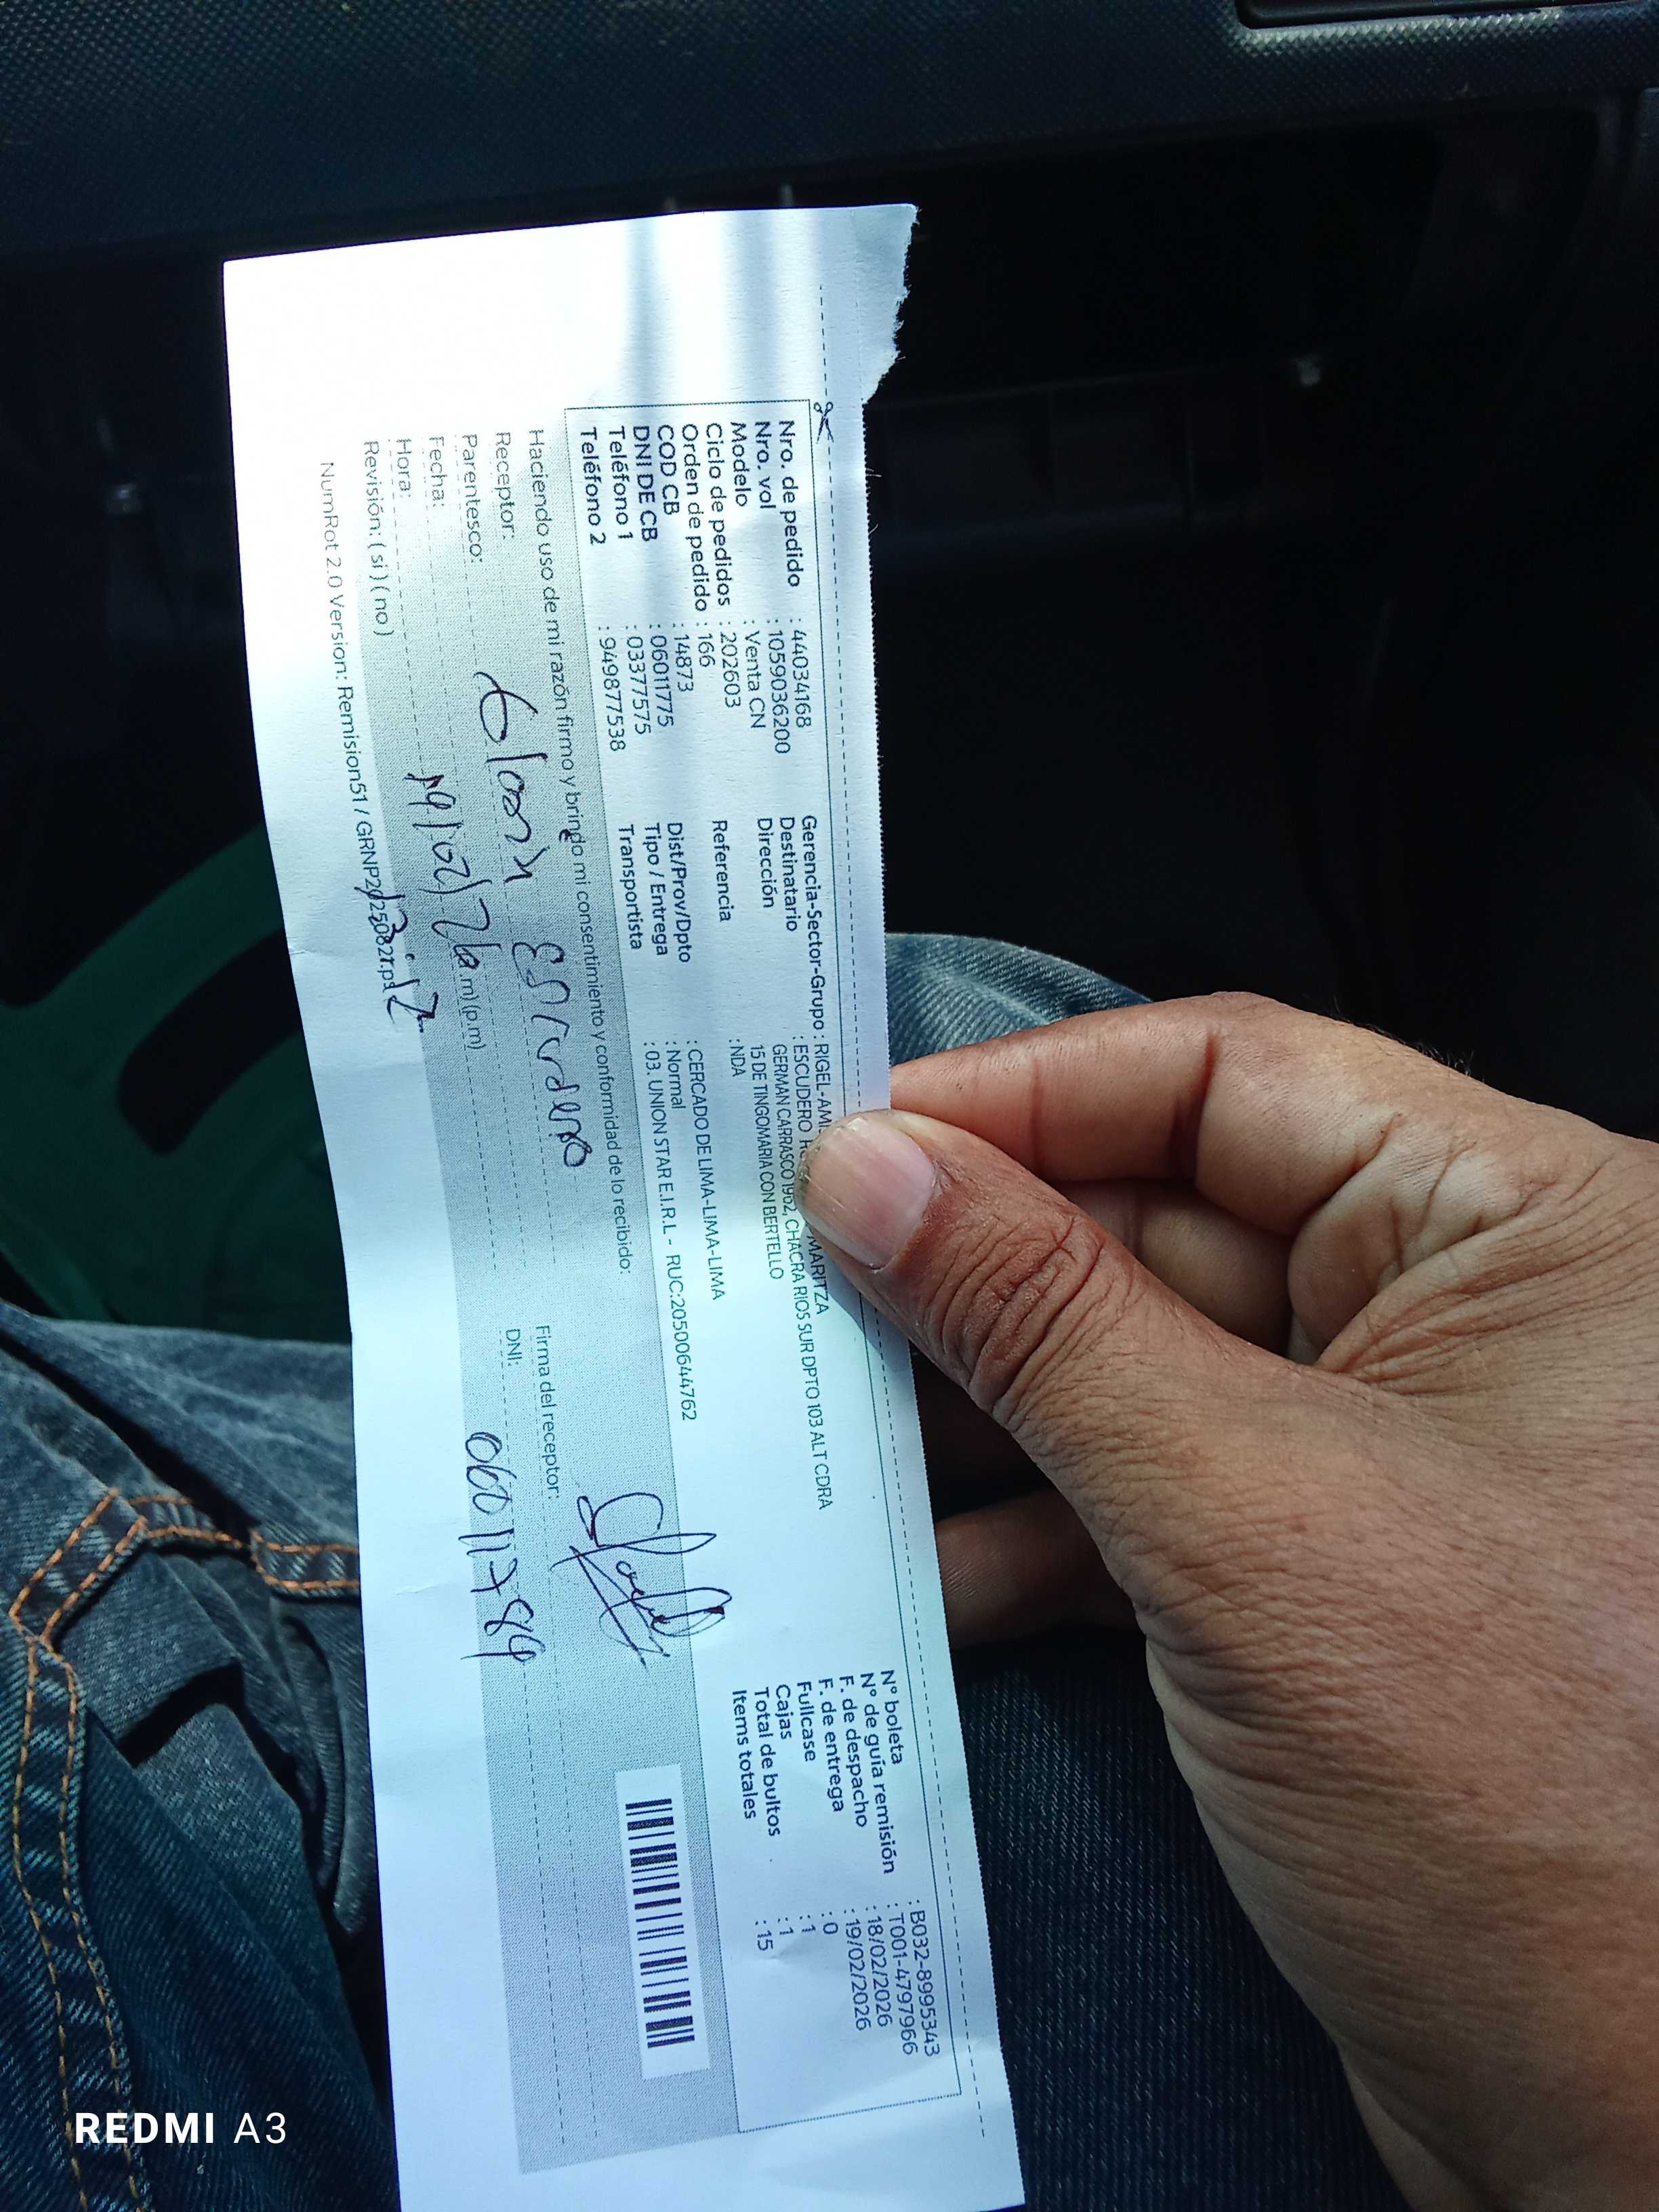 Nro. de pedido : 44034168
Nro. vol : 1059036200
Modelo : Venta CN
Ciclo de pedidos : 202603
Orden de pedido : 166
COD CB : 14873
DNI DE CB : 06011775
Teléfono 1 : 03377575
Teléfono 2 : 949877538
Gerencia-Sector-Grupo : RIGEL-AMI
Destinatario : ESCUDERO MARITZA
Dirección GERMAN CARRASCO 1962, CHACRA RIOS SUR DPTO 103 ALT CDRA
15 DE TINGOMARIA CON BERTELLO
Referencia : NDA
Dist/Prov/Dpto : CERCADO DE LIMA-LIMA-LIMA
Tipo / Entrega : Normal
Transportista : 03. UNION STAR E.I.R.L - RUC:20500644762
N° boleta : B032-8995343
N° de guía remisión : T001-4797966
F. de despacho : 18/02/2026
F. de entrega : 19/02/2026
Fullcase : 0
Cajas : 1
Total de bultos : 1
Items totales : 15
Haciendo uso de mi razón firmo y brindo mi consentimiento y conformidad de lo recibido:
Receptor: Escudero
Parentesco:
Fecha: 19/02/26
Hora: (a.m) (p.m)
Revisión: ( si ) ( no )
Firma del receptor:
DNI: 06011784
NumRot 2.0 Version: Remision51 / GRNP2
REDMI A3